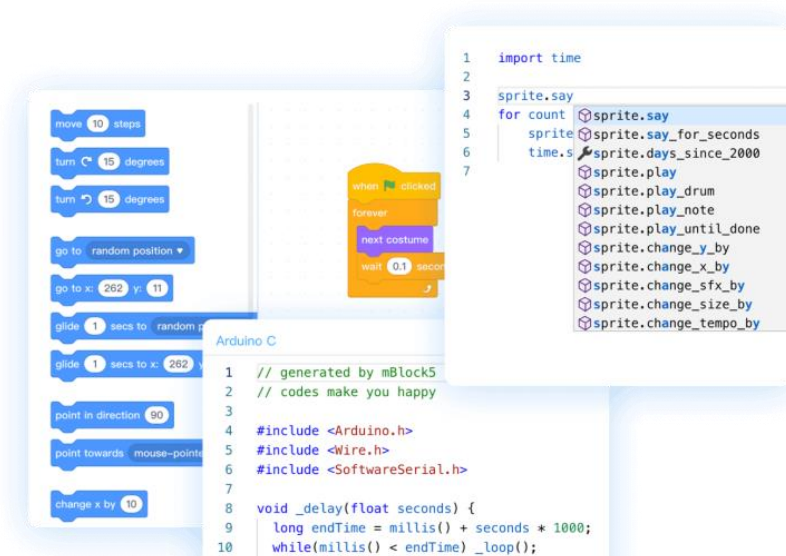 move 10 steps
turn 15 degrees
turn 15 degrees
go to random position
go to x: 262 y: 11
glide 1 secs to random
glide 1 secs to x: 262
point in direction 90
point towards
change x by 10
when clicked
forever
next costume
wait 0.1
Arduino C
1 // generated by mBlock5
2 // codes make you happy
3
4 #include <Arduino.h>
5 #include <Wire.h>
6 #include <SoftwareSerial.h>
7
8 void _delay(float seconds) {
9 long endTime = millis() + seconds * 1000;
10 while(millis() < endTime) _loop();
1 import time
2
3 sprite.say
4 for count
5 sprite
6 time.s
7
sprite.say
sprite.say_for_seconds
sprite.days_since_2000
sprite.play
sprite.play_drum
sprite.play_note
sprite.play_until_done
sprite.change_y_by
sprite.change_x_by
sprite.change_sfx_by
sprite.change_size_by
sprite.change_tempo_by